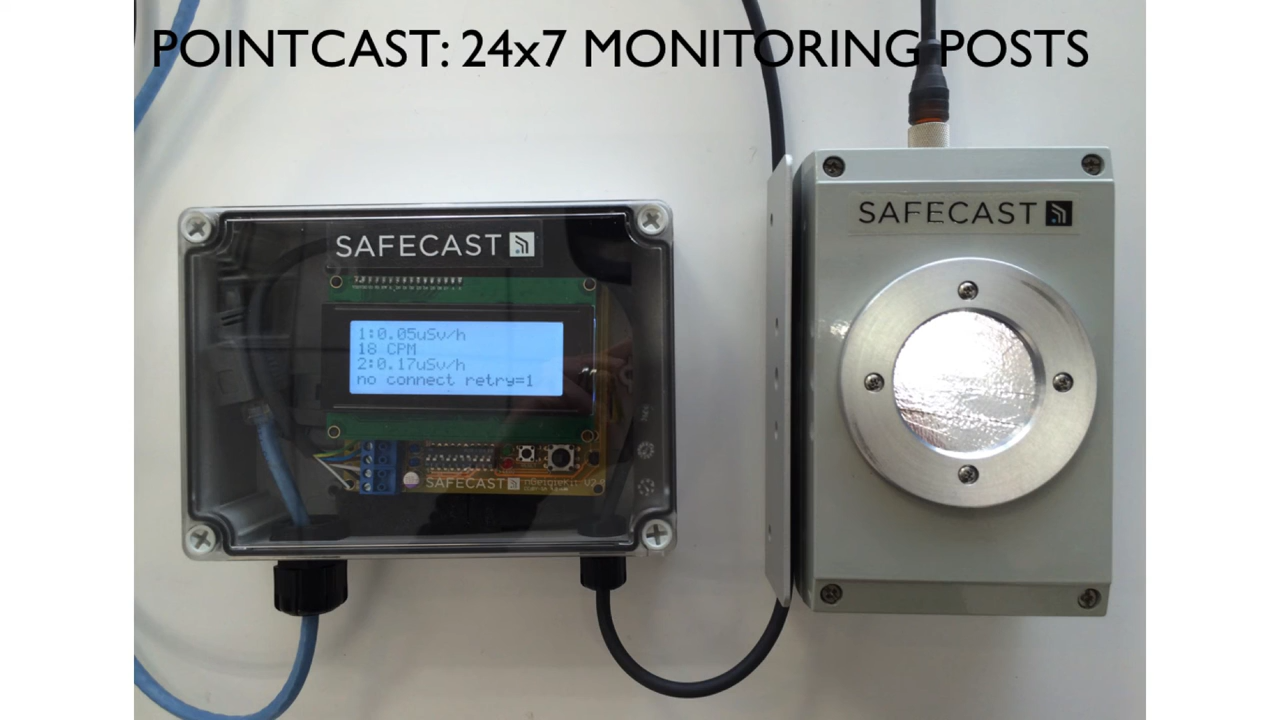 POINTCAST: 24x7 MONITORING POSTS
SAFECAST
1:0.05uSv/h
18 CPM
2:0.17uSv/h
no connect retry=1
SAFECAST
SAFECAST